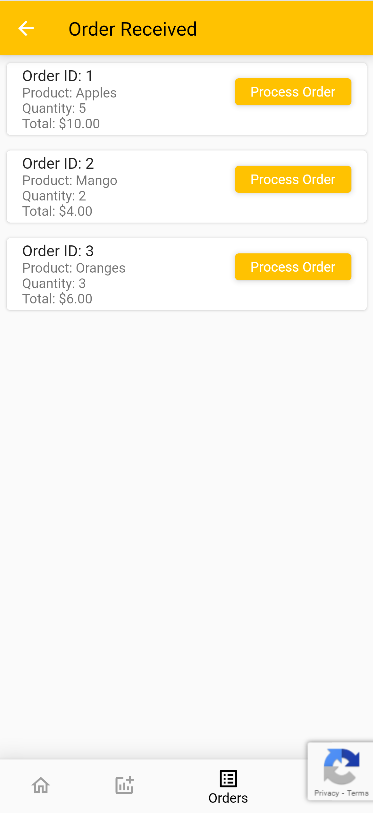 Order Received
Order ID: 1
Product: Apples
Quantity: 5
Total: $10.00
Process Order
Order ID: 2
Product: Mango
Quantity: 2
Total: $4.00
Process Order
Order ID: 3
Product: Oranges
Quantity: 3
Total: $6.00
Process Order
Orders
Privacy - Terms